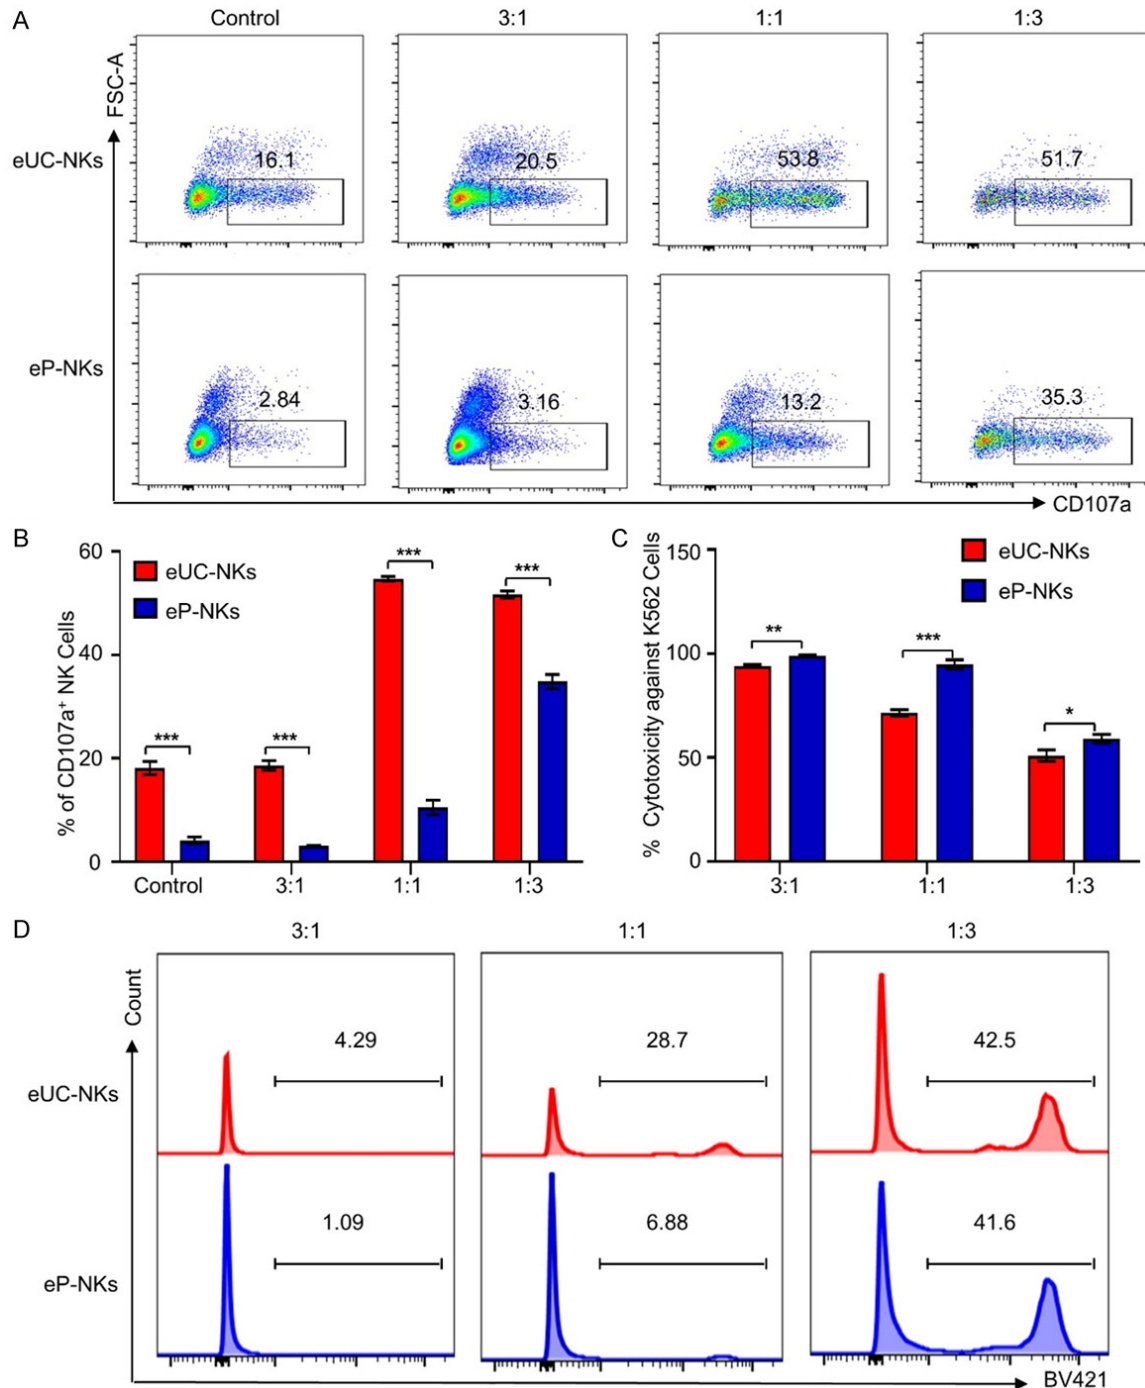 A
Control 3:1 1:1 1:3
FSC-A
eUC-NKs
16.1 20.5 53.8 51.7
eP-NKs
2.84 3.16 13.2 35.3
CD107a
B
% of CD107a⁺ NK Cells
60
40
20
0
eUC-NKs
eP-NKs
*** *** *** ***
Control 3:1 1:1 1:3
C
% Cytotoxicity against K562 Cells
150
100
50
0
eUC-NKs
eP-NKs
** *** *
3:1 1:1 1:3
D
3:1 1:1 1:3
Count
eUC-NKs
4.29 28.7 42.5
eP-NKs
1.09 6.88 41.6
BV421